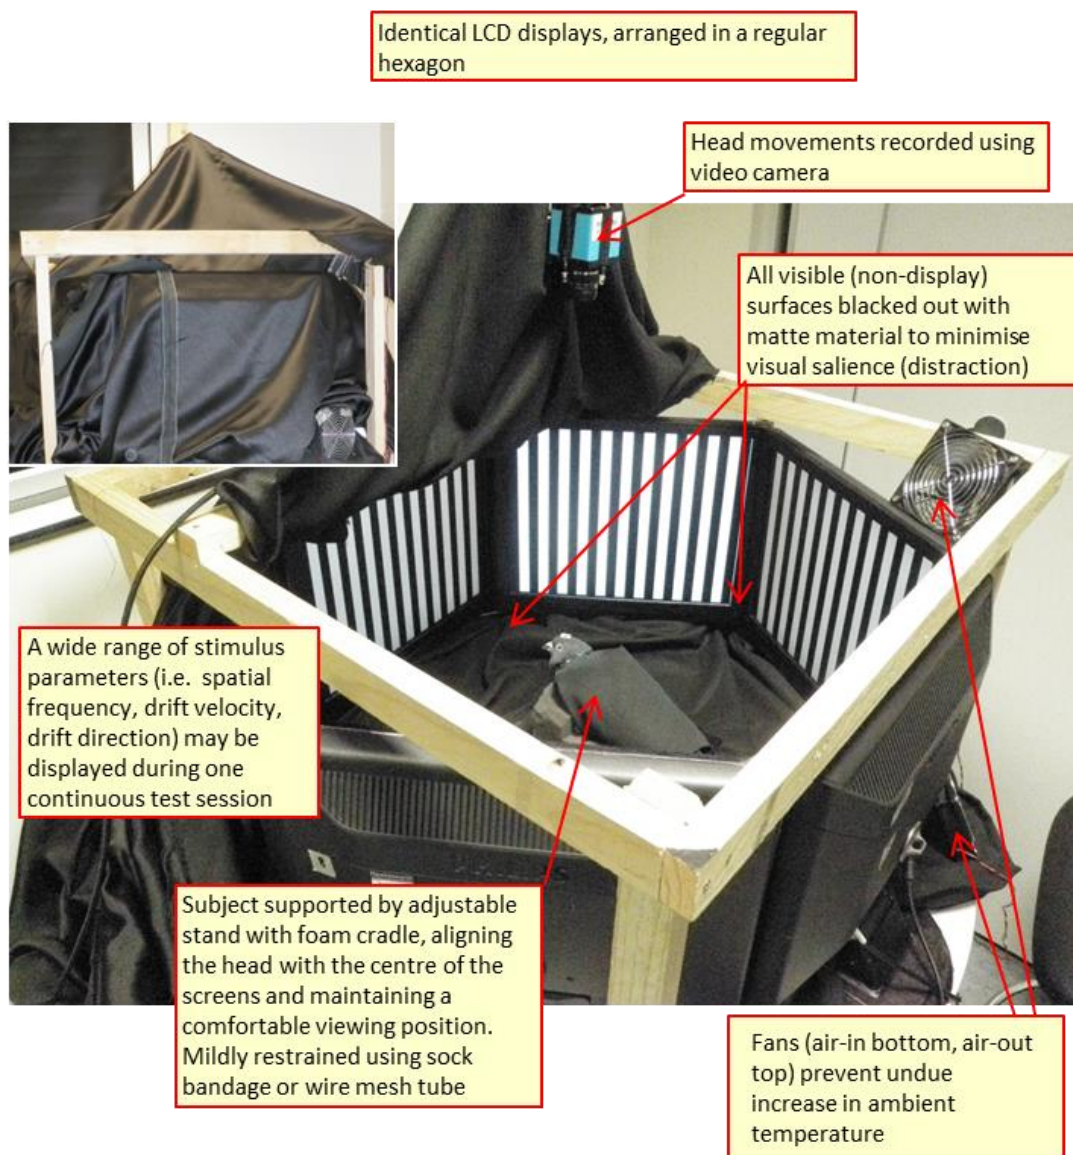 Identical LCD displays, arranged in a regular
hexagon
Head movements recorded using
video camera
All visible (non-display)
surfaces blacked out with
matte material to minimise
visual salience (distraction)
A wide range of stimulus
parameters (i.e. spatial
frequency, drift velocity,
drift direction) may be
displayed during one
continuous test session
Subject supported by adjustable
stand with foam cradle, aligning
the head with the centre of the
screens and maintaining a
comfortable viewing position.
Mildly restrained using sock
bandage or wire mesh tube
Fans (air-in bottom, air-out
top) prevent undue
increase in ambient
temperature